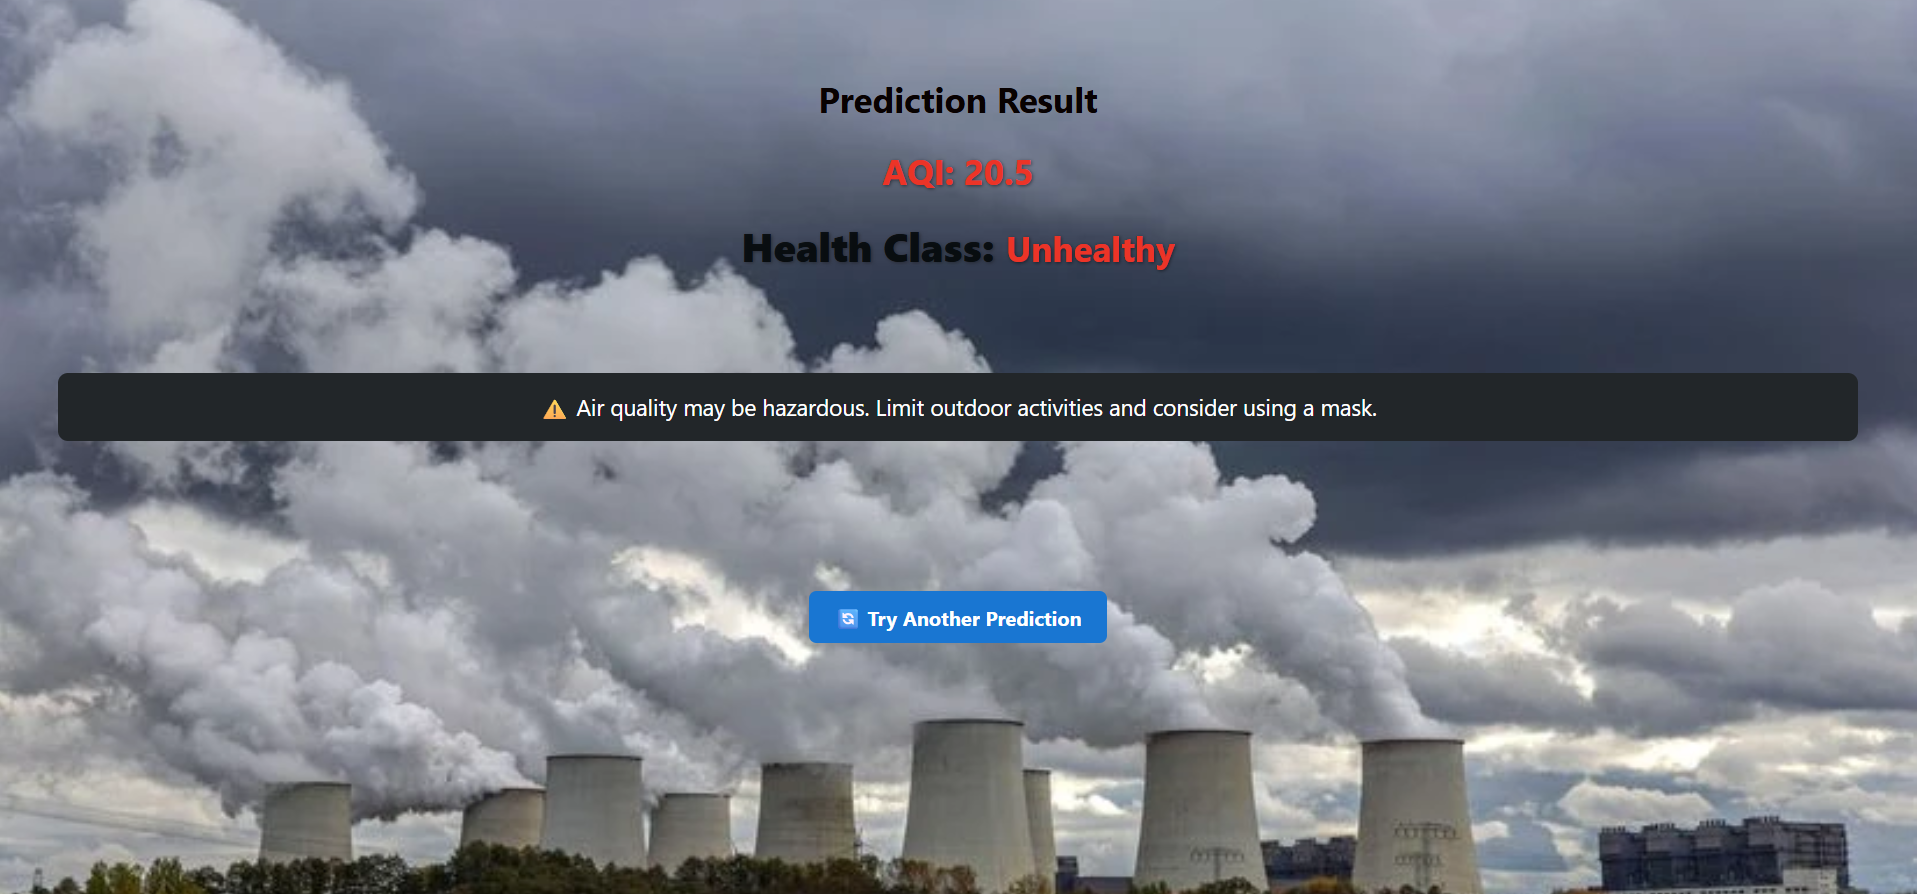 Prediction Result
AQI: 20.5
Health Class: Unhealthy
⚠️ Air quality may be hazardous. Limit outdoor activities and consider using a mask.
🔄 Try Another Prediction